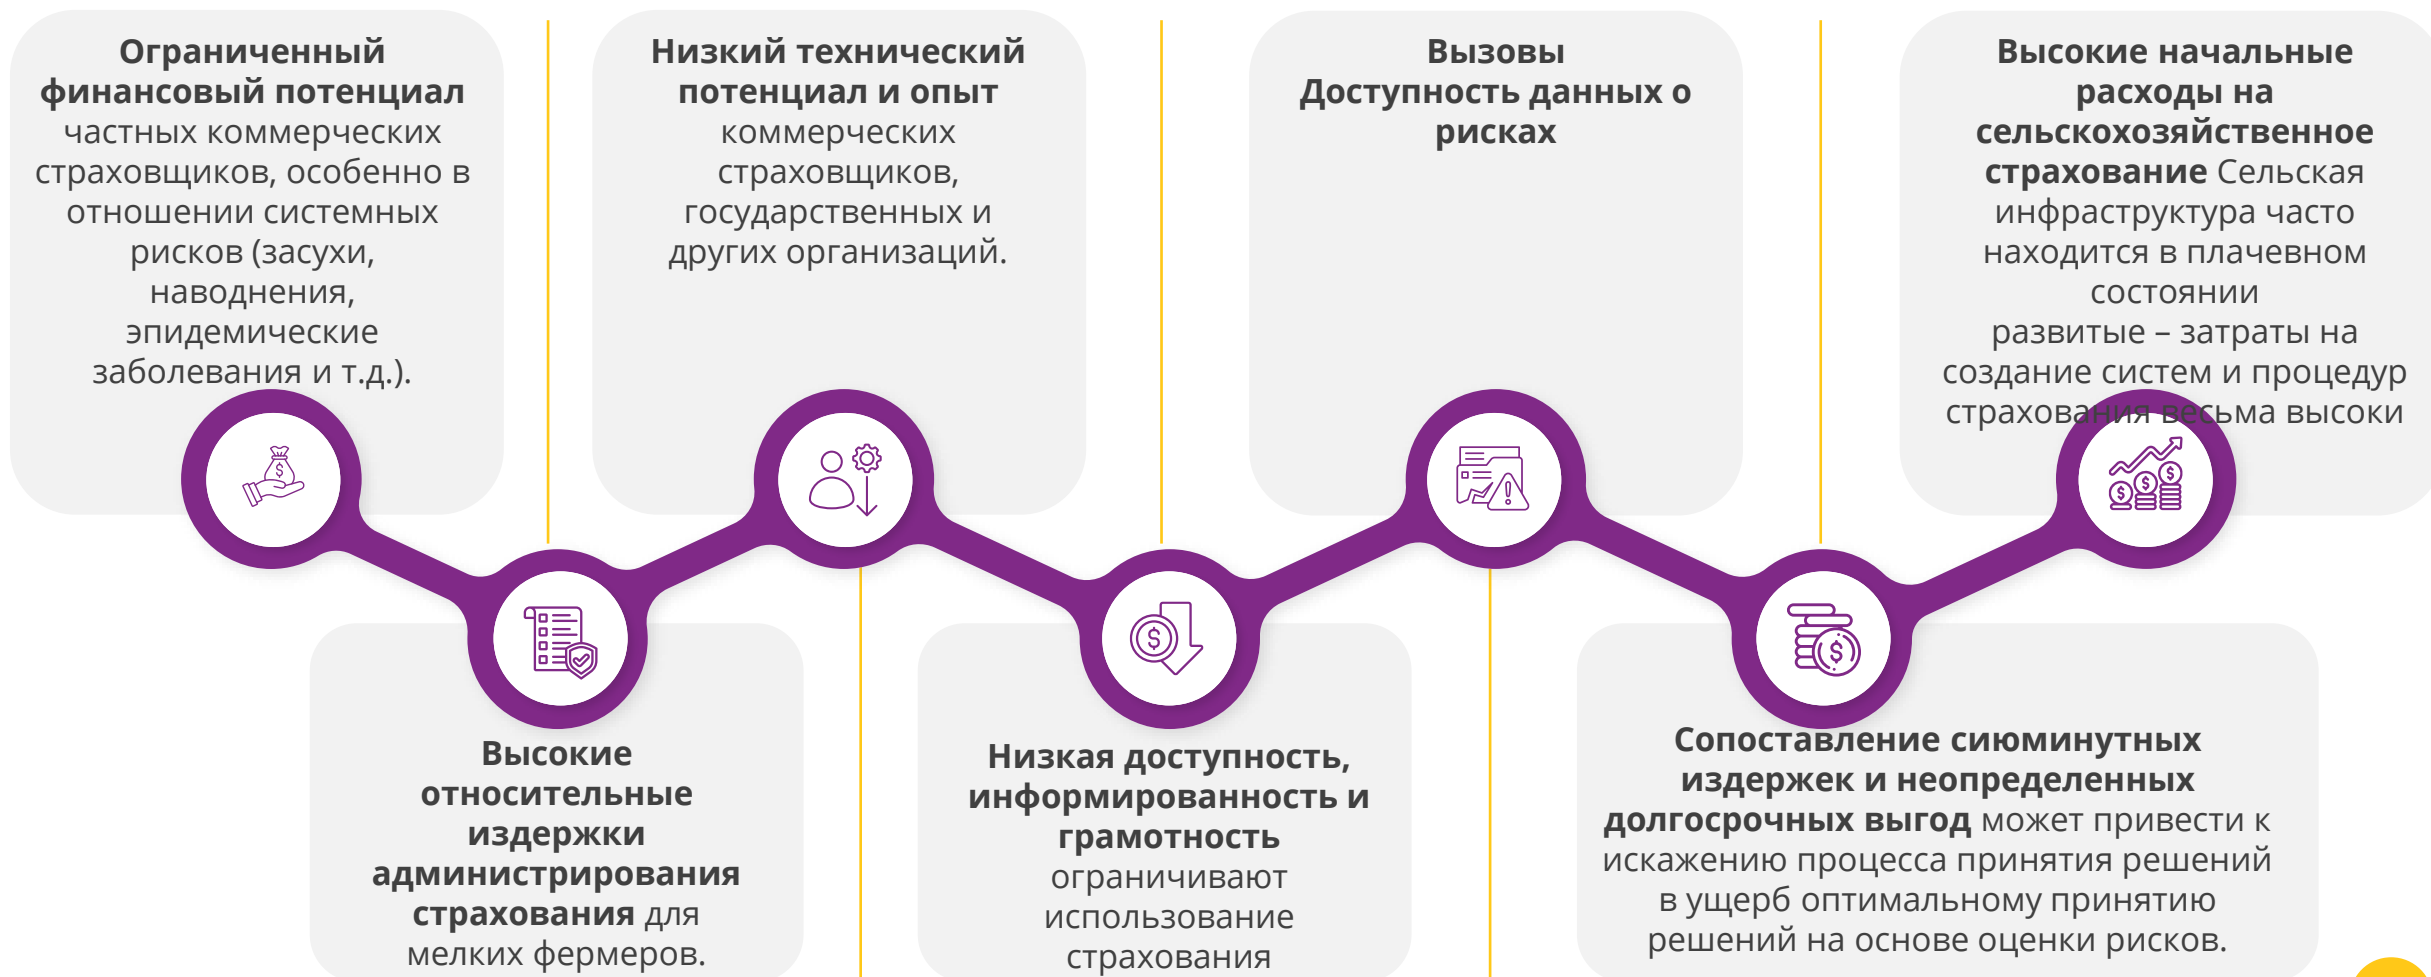 Ограниченный
финансовый потенциал
частных коммерческих
страховщиков, особенно в
отношении системных
рисков (засухи,
наводнения,
эпидемические
заболевания и т.д.).
Низкий технический
потенциал и опыт
коммерческих
страховщиков,
государственных и
других организаций.
Вызовы
Доступность данных о
рисках
Высокие начальные
расходы на
сельскохозяйственное
страхование Сельская
инфраструктура часто
находится в плачевном
состоянии
развитые – затраты на
создание систем и процедур
страхования весьма высоки
Высокие
относительные
издержки
администрирования
страхования для
мелких фермеров.
Низкая доступность,
информированность и
грамотность
ограничивают
использование
страхования
Сопоставление сиюминутных
издержек и неопределенных
долгосрочных выгод может привести к
искажению процесса принятия решений
в ущерб оптимальному принятию
решений на основе оценки рисков.